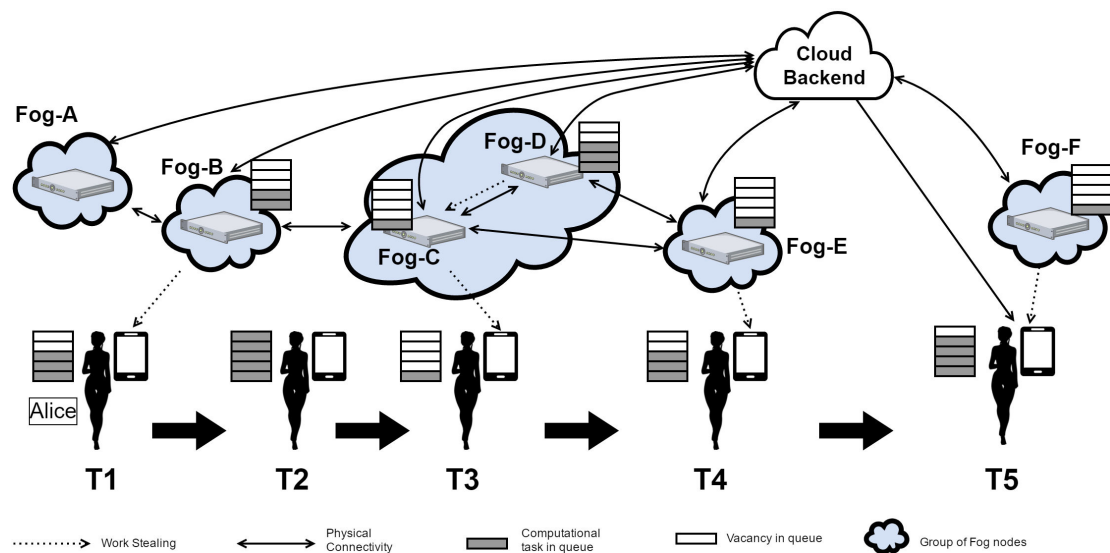 Cloud
Backend
Fog-A
Fog-B
Fog-D
Fog-F
Fog-C
Fog-E
Alice
T1
T2
T3
T4
T5
Work Stealing
Physical
Connectivity
Computational
task in queue
Vacancy in queue
Group of Fog nodes